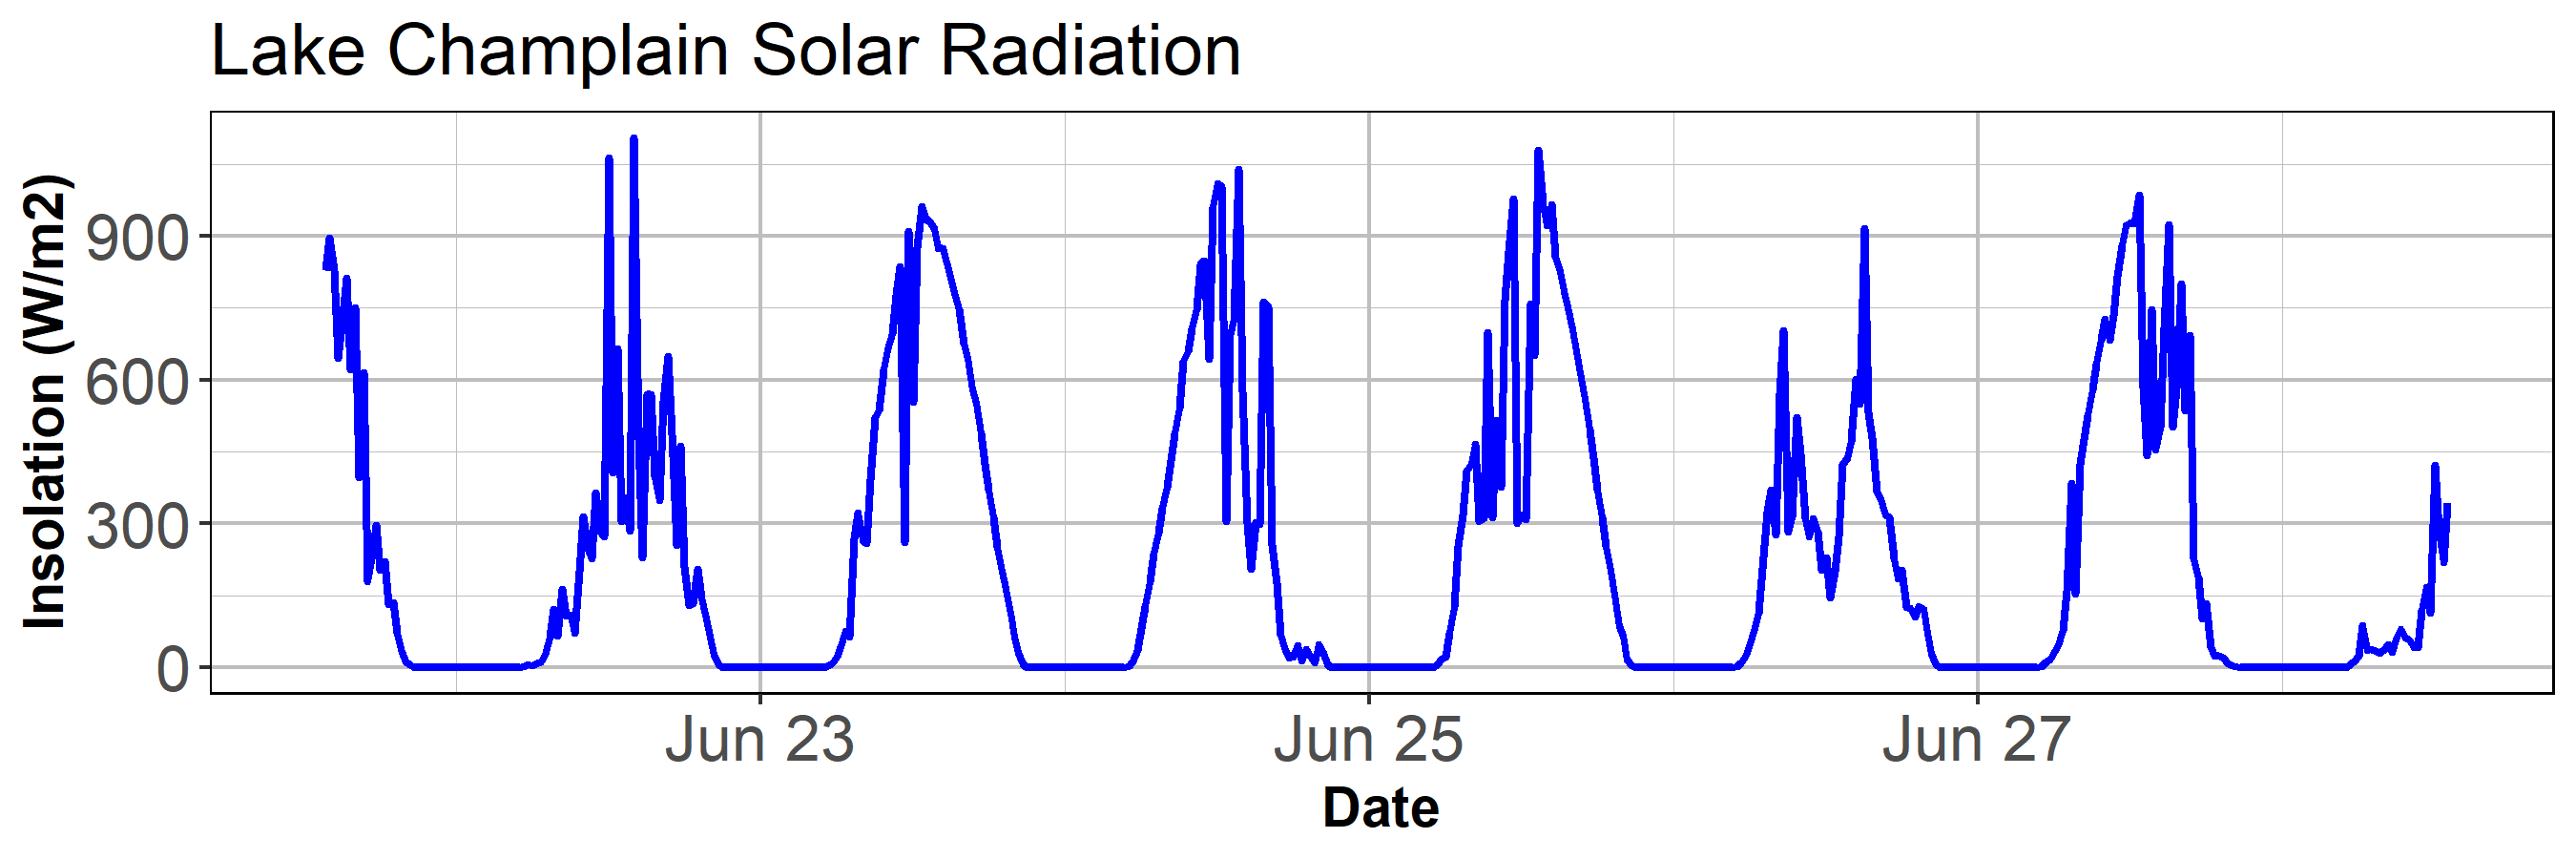 Lake Champlain Solar Radiation
Insolation (W/m2)
900
600
300
0
Jun 23
Jun 25
Jun 27
Date